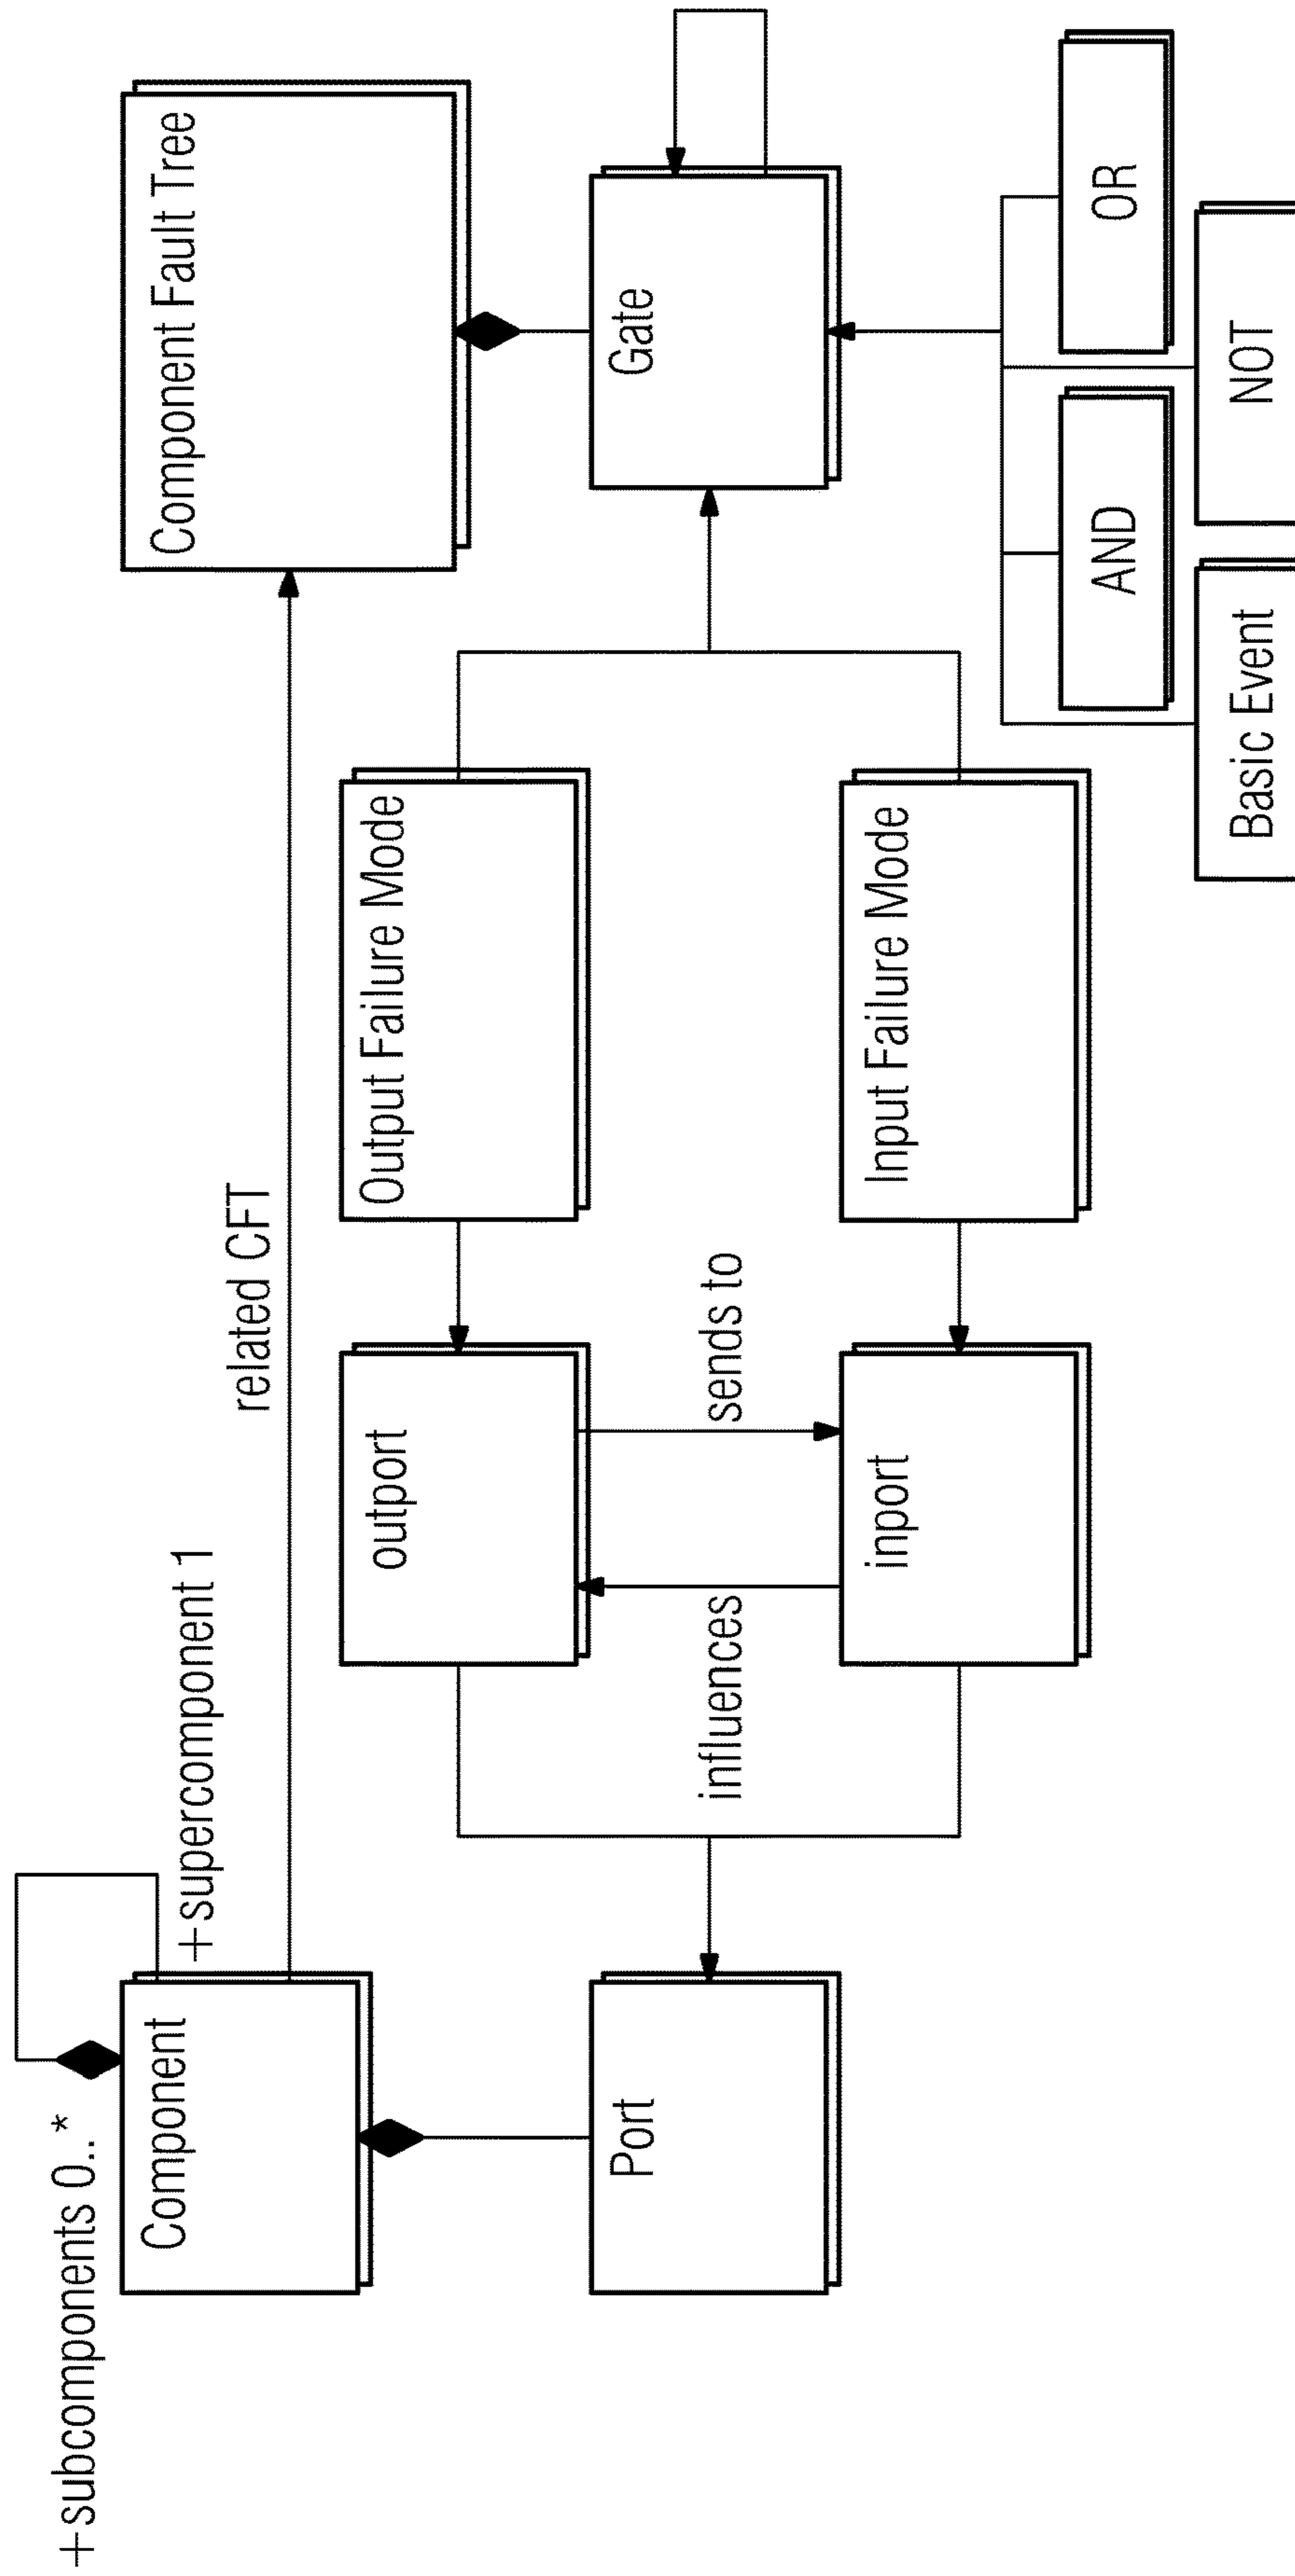 +subcomponents 0..*
Component
+supercomponent 1
related CFT
Component Fault Tree
outport
Output Failure Mode
Port
influences
sends to
Gate
inport
Input Failure Mode
AND
OR
Basic Event
NOT